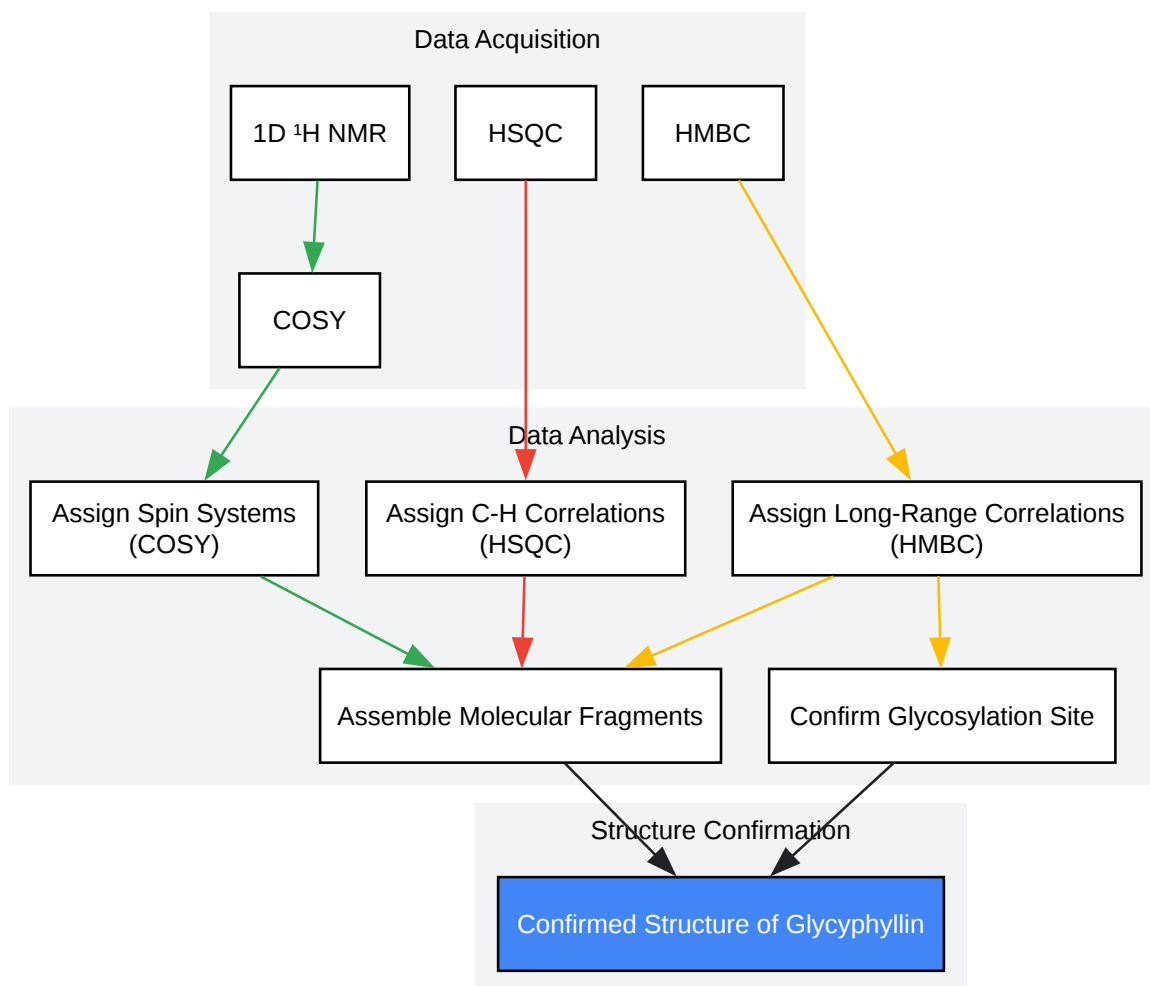 Data Acquisition
1D ¹H NMR
HSQC
HMBC
COSY
Data Analysis
Assign Spin Systems
(COSY)
Assign C-H Correlations
(HSQC)
Assign Long-Range Correlations
(HMBC)
Assemble Molecular Fragments
Confirm Glycosylation Site
Structure Confirmation
Confirmed Structure of Glycyphyllin